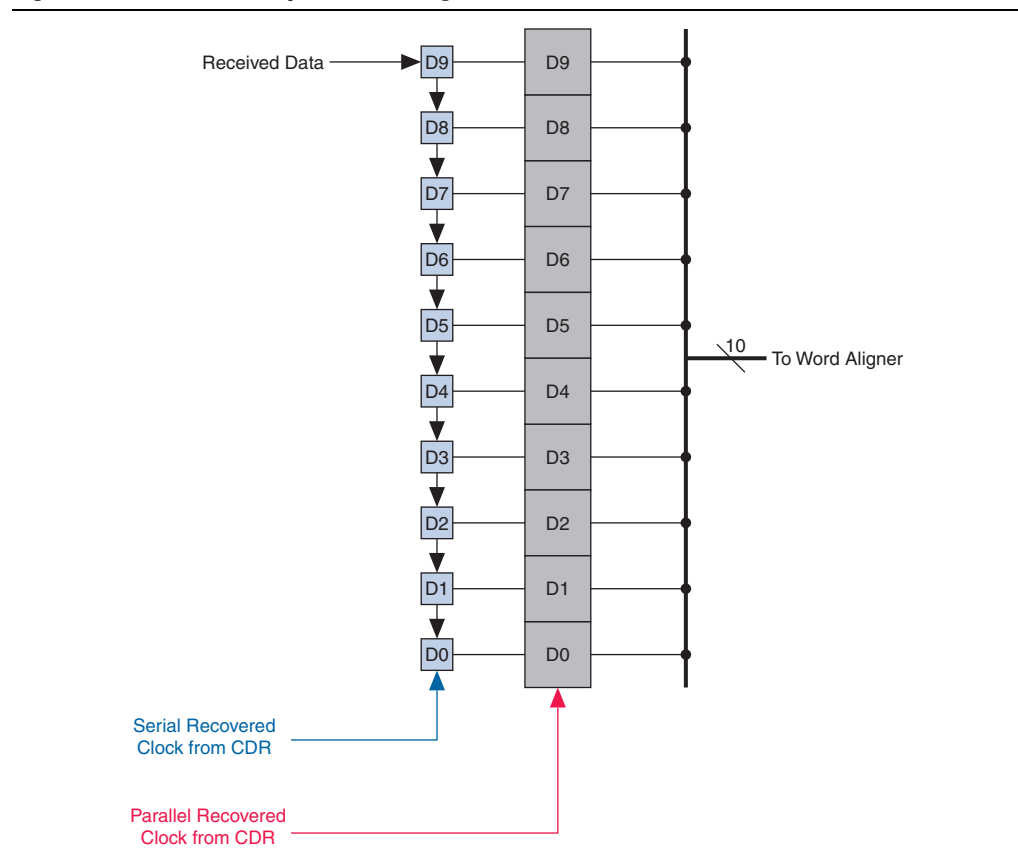 Received Data
D9
D9
D8
D8
D7
D7
D6
D6
D5
D5
10
To Word Aligner
D4
D4
D3
D3
D2
D2
D1
D1
D0
D0
Serial Recovered
Clock from CDR
Parallel Recovered
Clock from CDR